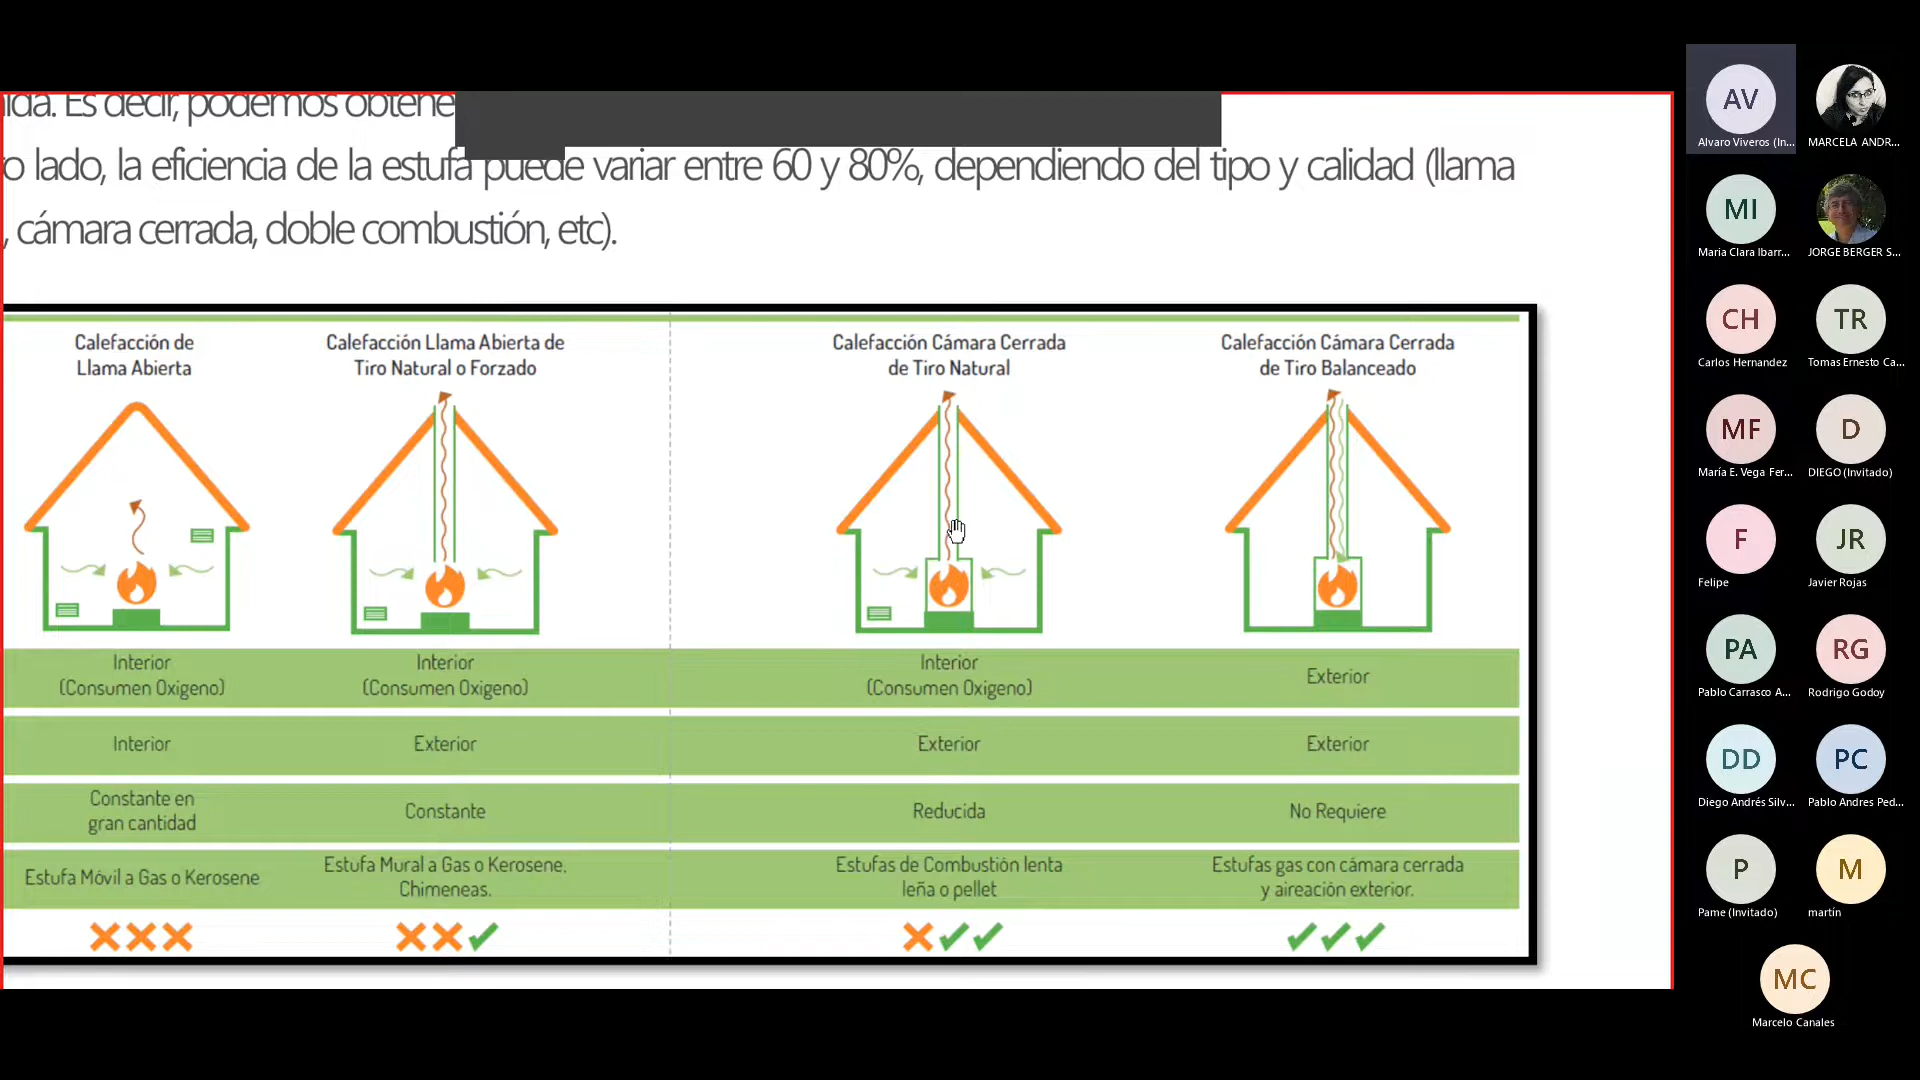 ida. Es decir, podemos obtene
o lado, la eficiencia de la estufa puede variar entre 60 y 80%, dependiendo del tipo y calidad (llama
, cámara cerrada, doble combustión, etc).
Calefacción de
Llama Abierta
Calefacción Llama Abierta de
Tiro Natural o Forzado
Calefacción Cámara Cerrada
de Tiro Natural
Calefacción Cámara Cerrada
de Tiro Balanceado
Interior
(Consumen Oxigeno)
Interior
(Consumen Oxigeno)
Interior
(Consumen Oxigeno)
Exterior
Interior
Exterior
Exterior
Exterior
Constante en
gran cantidad
Constante
Reducida
No Requiere
Estufa Móvil a Gas o Kerosene
Estufa Mural a Gas o Kerosene.
Chimeneas.
Estufas de Combustión lenta
leña o pellet
Estufas gas con cámara cerrada
y aireación exterior.
AV
Alvaro Viveros (In...
MARCELA ANDR...
MI
Maria Clara Ibarr...
JORGE BERGER S...
CH
Carlos Hernandez
TR
Tomas Ernesto Ca...
MF
María E. Vega Fer...
D
DIEGO (Invitado)
F
Felipe
JR
Javier Rojas
PA
Pablo Carrasco A...
RG
Rodrigo Godoy
DD
Diego Andrés Silv...
PC
Pablo Andres Ped...
P
Pame (Invitado)
M
martín
MC
Marcelo Canales